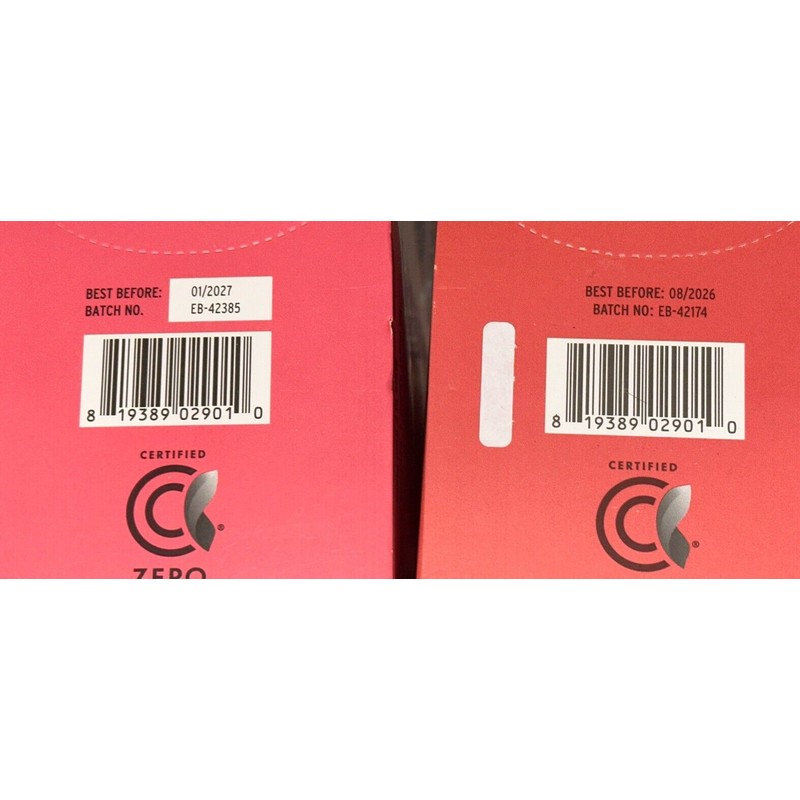 BEST BEFORE: 01/2027
BATCH NO. EB-42385
8 19389 02901 0
CERTIFIED
®
ZERO
BEST BEFORE: 08/2026
BATCH NO: EB-42174
8 19389 02901 0
CERTIFIED
®